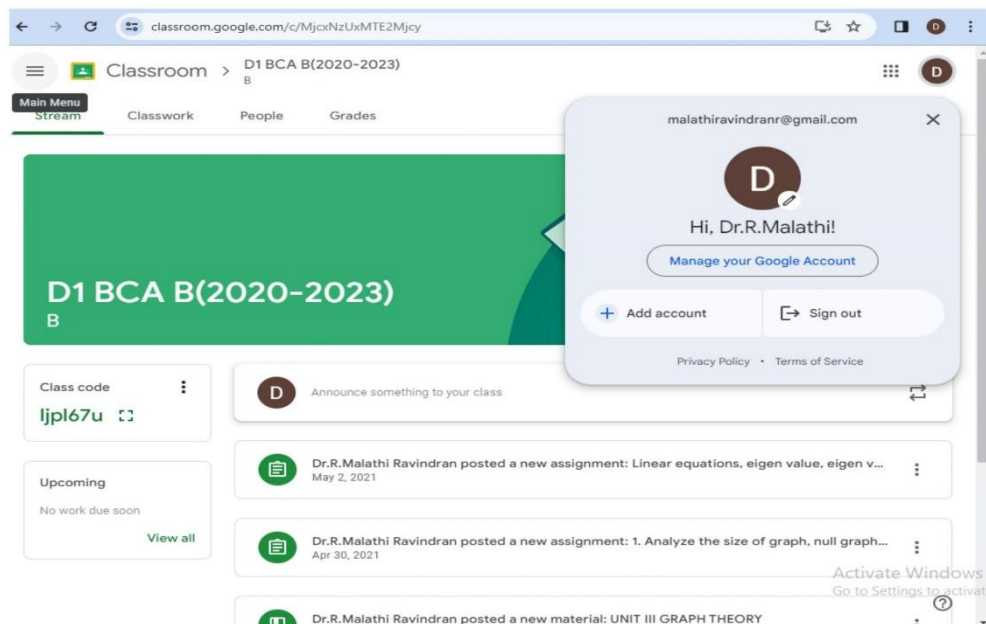 classroom.google.com/c/MjcxNzUxMTE2Mjcy
D
Classroom > D1 BCA B(2020-2023)
B
D
Main Menu
Stream Classwork People Grades
malathiravindranr@gmail.com
D
Hi, Dr.R.Malathi!
Manage your Google Account
+ Add account
Sign out
Privacy Policy • Terms of Service
D1 BCA B(2020-2023)
B
Class code
ljpl67u
D
Announce something to your class
Upcoming
No work due soon
View all
Dr.R.Malathi Ravindran posted a new assignment: Linear equations, eigen value, eigen v...
May 2, 2021
Dr.R.Malathi Ravindran posted a new assignment: 1. Analyze the size of graph, null graph...
Apr 30, 2021
Dr.R.Malathi Ravindran posted a new material: UNIT III GRAPH THEORY
Activate Windows
Go to Settings to activat